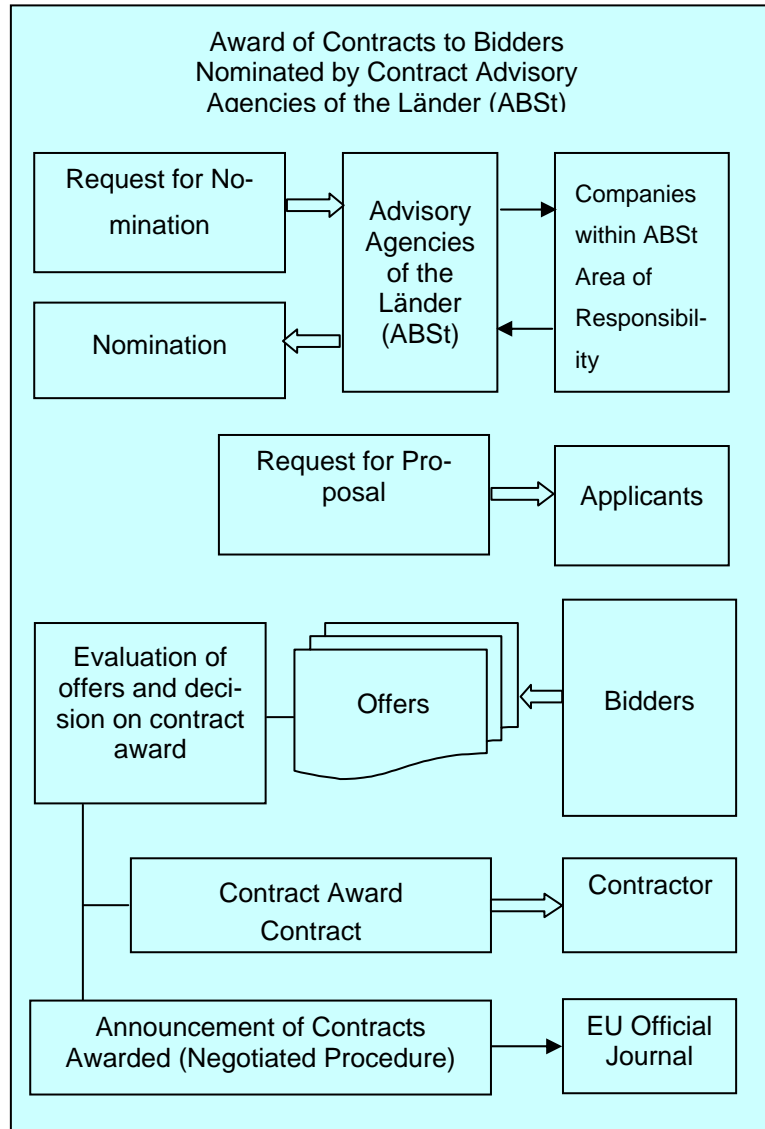 Award of Contracts to Bidders
Nominated by Contract Advisory
Agencies of the Länder (ABSt)
Request for No-
mination
Advisory
Agencies
of the
Länder
(ABSt)
Companies
within ABSt
Area of
Responsibil-
ity
Nomination
Request for Pro-
posal
Applicants
Evaluation of
offers and deci-
sion on contract
award
Offers
Bidders
Contract Award
Contract
Contractor
Announcement of Contracts
Awarded (Negotiated Procedure)
EU Official
Journal